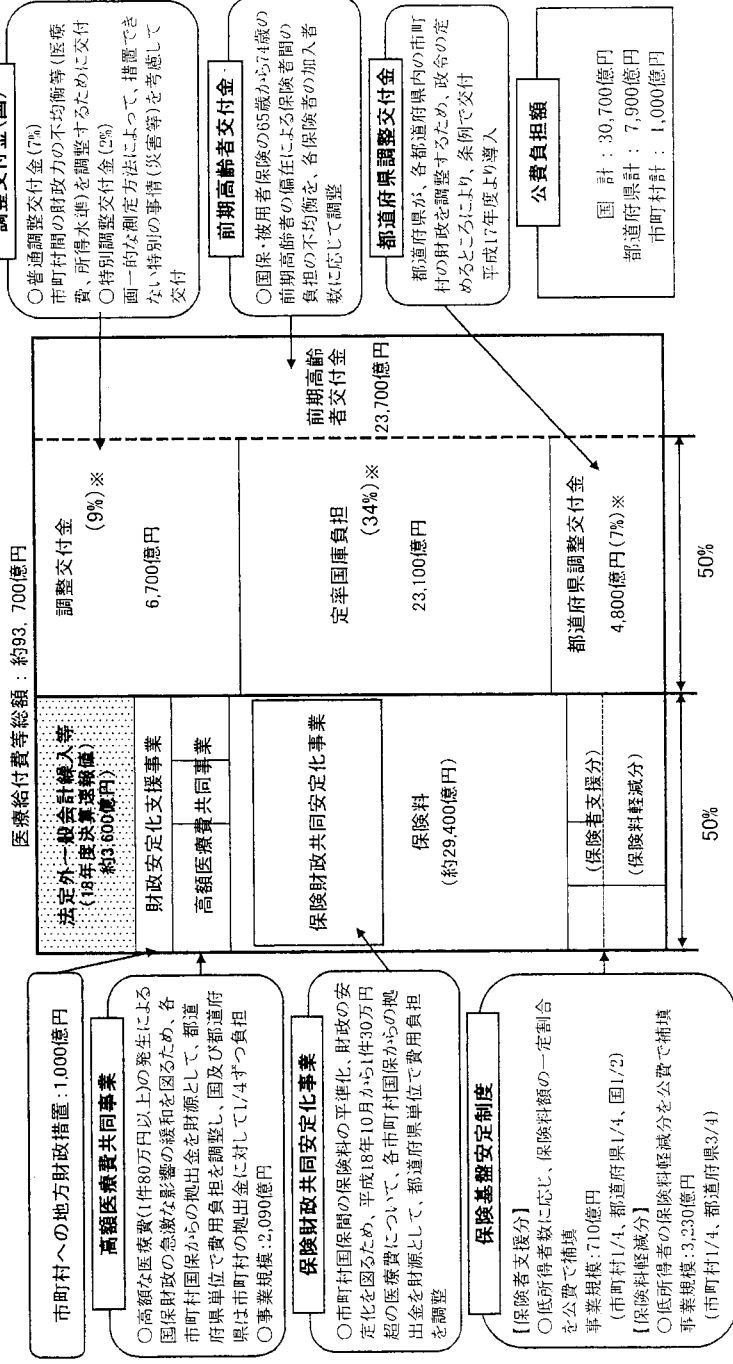 医療給付費等総額：約93,700億円
市町村への地方財政措置：1,000億円
高額医療費共同事業
○高額な医療費(1件80万円以上)の発生による
国保財政の急激な影響の緩和を図るため、各
市町村国保からの拠出金を財源として、都道
府県単位で費用負担を調整し、国及び都道府
県は市町村の拠出金に対して1/4ずつ負担
○事業規模：2,090億円
保険財政共同安定化事業
○市町村国保間の保険料の平準化、財政の安
定化を図るため、平成18年10月から1件30万円
超の医療費について、各市町村国保からの拠
出金を財源として、都道府県単位で費用負担
を調整
保険基盤安定制度
【保険者支援分】
○低所得者数に応じ、保険料額の一定割合
を公費で補填
事業規模：710億円
(市町村1/4、都道府県1/4、国1/2)
【保険料軽減分】
○低所得者の保険料軽減分を公費で補填
事業規模：3,230億円
(市町村1/4、都道府県3/4)
法定外一般会計繰入等
(18年度決算速報値)
約3,600億円
財政安定化支援事業
高額医療費共同事業
保険財政共同安定化事業
保険料
(約29,400億円)
(保険者支援分)
(保険料軽減分)
50%
調整交付金
(9%)※
6,700億円
定率国庫負担
(34%)※
23,100億円
都道府県調整交付金
4,800億円(7%)※
50%
前期高齢
者交付金
23,700億円
○普通調整交付金(7%)
市町村間の財政力の不均衡等(医療
費、所得水準)を調整するために交付
○特別調整交付金(2%)
画一的な測定方法によって、措置でき
ない特別の事情(災害等)を考慮して
交付
前期高齢者交付金
○国保・被用者保険の65歳から74歳の
前期高齢者の偏在による保険者間の
負担の不均衡を、各保険者の加入者
数に応じて調整
都道府県調整交付金
都道府県が、各都道府県内の市町
村の財政を調整するため、政令の定
めるところにより、条例で交付
平成17年度より導入
公費負担額
国 計：30,700億円
都道府県計：7,900億円
市町村計：1,000億円